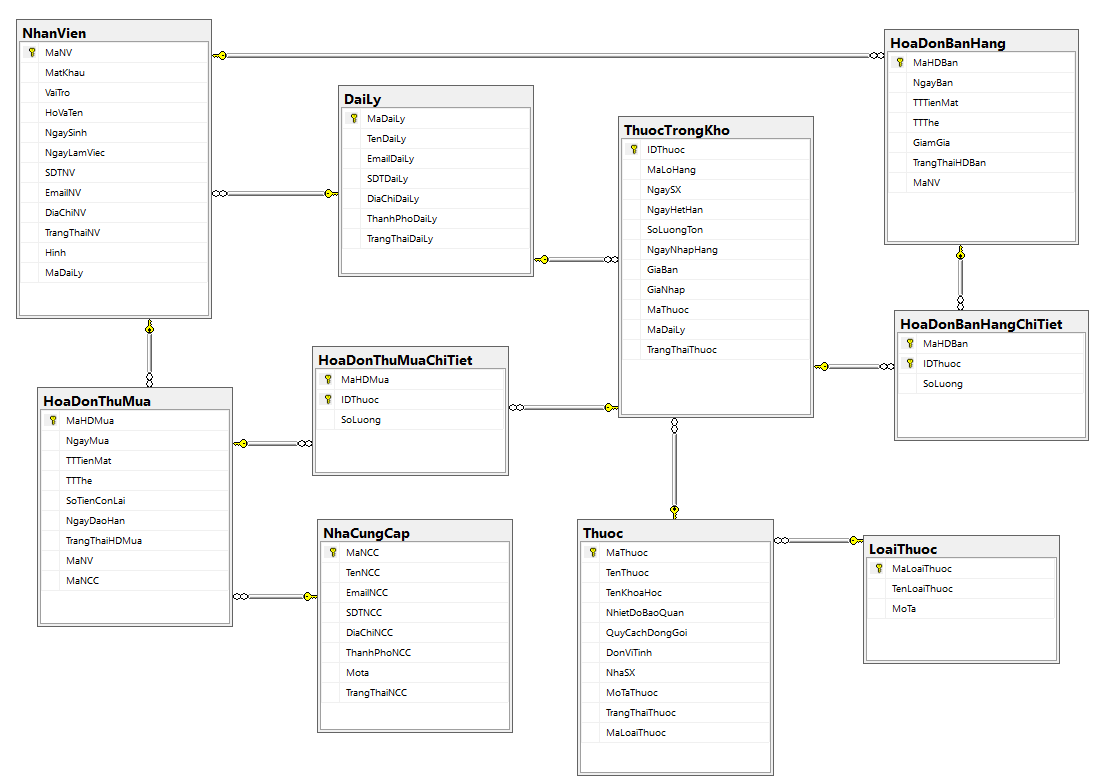 NhanVien
MaNV
MatKhau
VaiTro
HoVaTen
NgaySinh
NgayLamViec
SDTNV
EmailNV
DiaChiNV
TrangThaiNV
Hinh
MaDaiLy
DaiLy
MaDaiLy
TenDaiLy
EmailDaiLy
SDTDaiLy
DiaChiDaiLy
ThanhPhoDaiLy
TrangThaiDaiLy
ThuocTrongKho
IDThuoc
MaLoHang
NgaySX
NgayHetHan
SoLuongTon
NgayNhapHang
GiaBan
GiaNhap
MaThuoc
MaDaiLy
TrangThaiThuoc
HoaDonBanHang
MaHDBan
NgayBan
TTTienMat
TTThe
GiamGia
TrangThaiHDBan
MaNV
HoaDonBanHangChiTiet
MaHDBan
IDThuoc
SoLuong
HoaDonThuMuaChiTiet
MaHDMua
IDThuoc
SoLuong
HoaDonThuMua
MaHDMua
NgayMua
TTTienMat
TTThe
SoTienConLai
NgayDaoHan
TrangThaiHDMua
MaNV
MaNCC
NhaCungCap
MaNCC
TenNCC
EmailNCC
SDTNCC
DiaChiNCC
ThanhPhoNCC
Mota
TrangThaiNCC
Thuoc
MaThuoc
TenThuoc
TenKhoaHoc
NhietDoBaoQuan
QuyCachDongGoi
DonViTinh
NhaSX
MoTaThuoc
TrangThaiThuoc
MaLoaiThuoc
LoaiThuoc
MaLoaiThuoc
TenLoaiThuoc
MoTa